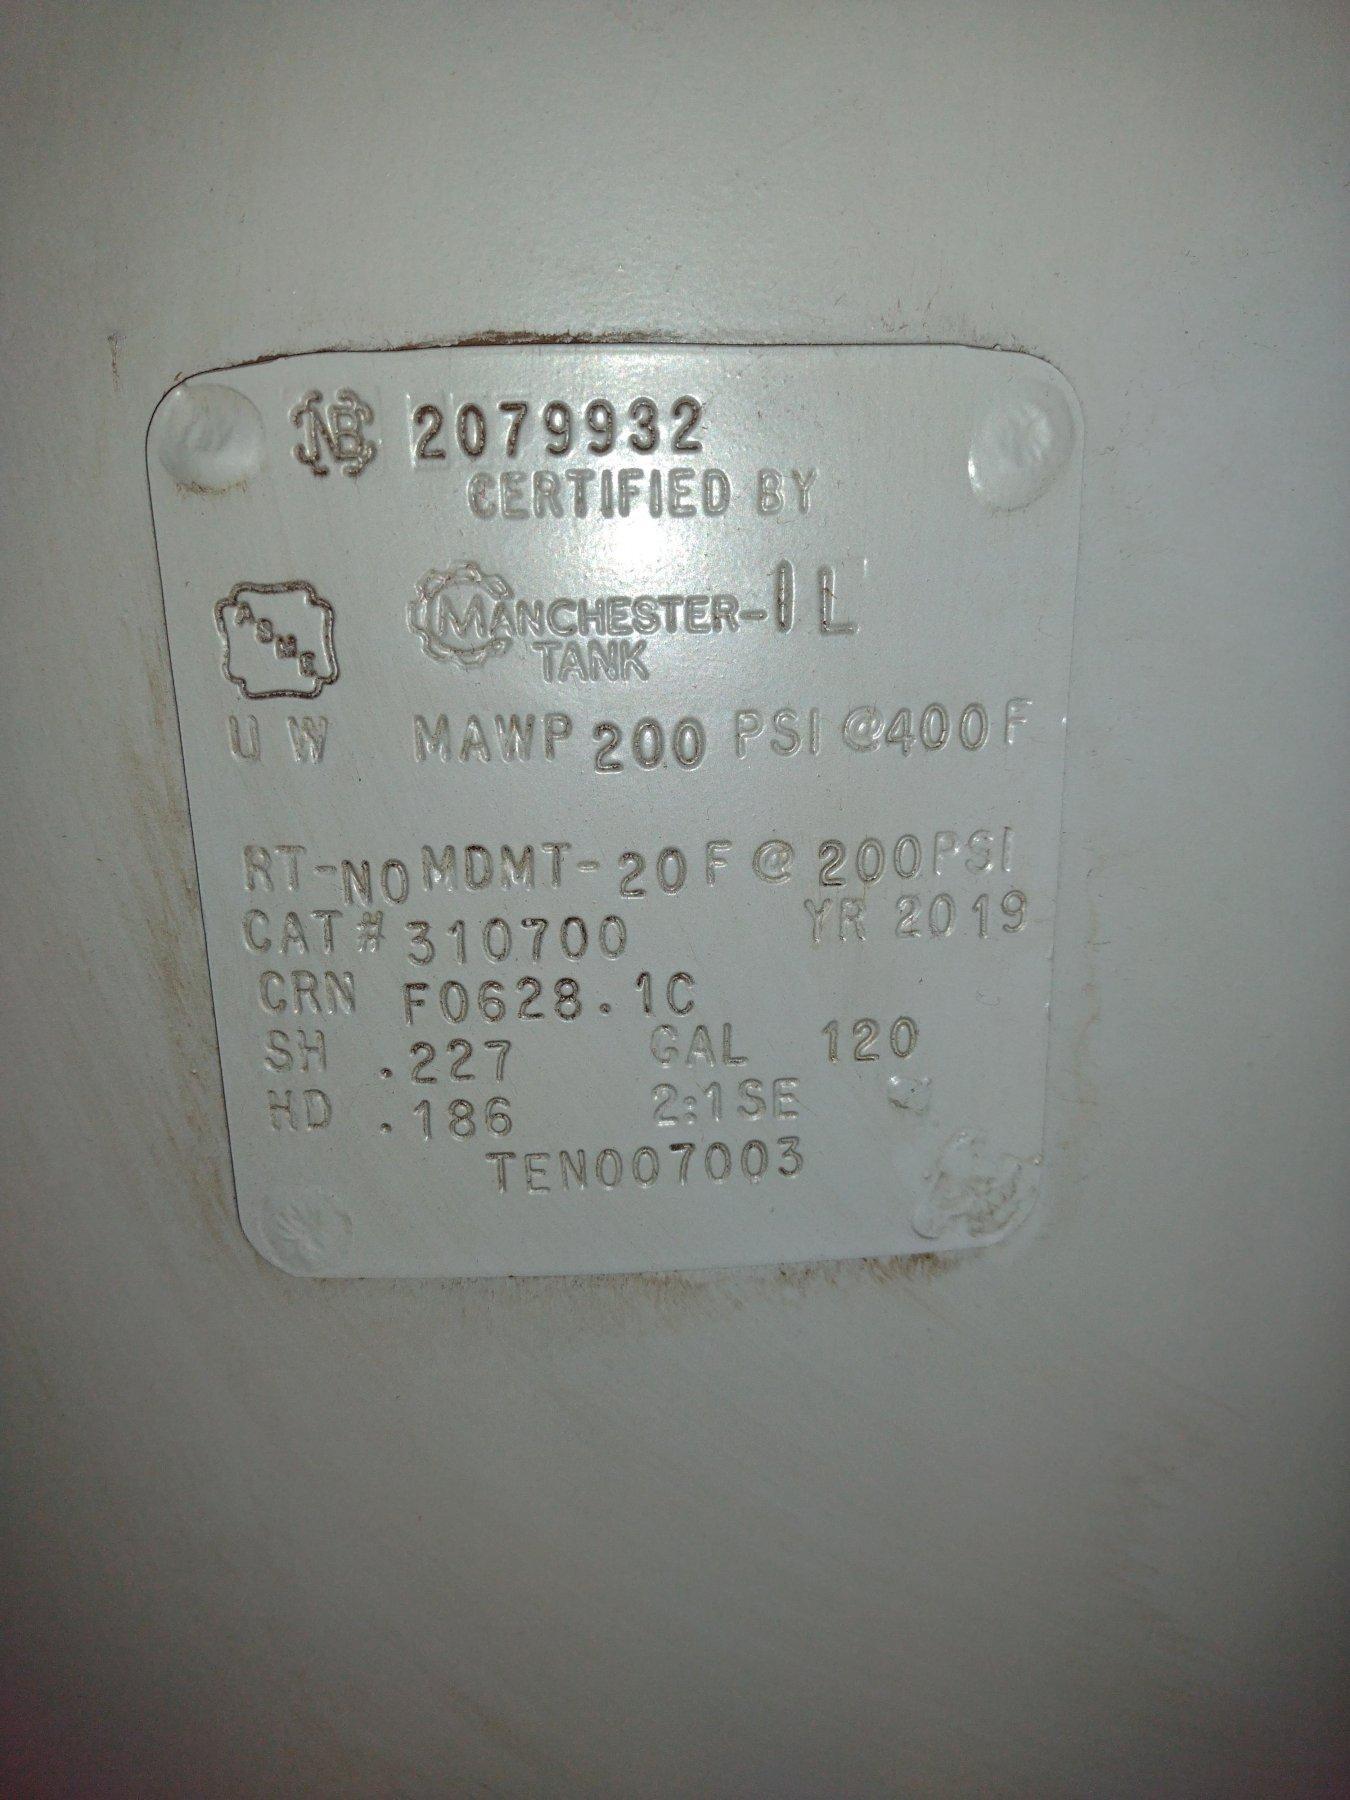 NB 2079932
CERTIFIED BY
ASME
MANCHESTER-IL
TANK
U W MAWP 200 PSI @400F
RT-NO MDMT-20F @ 200PSI
CAT# 310700 YR 2019
CRN F0628.1C
SH .227 GAL 120
HD .186 2:1SE
TEN007003